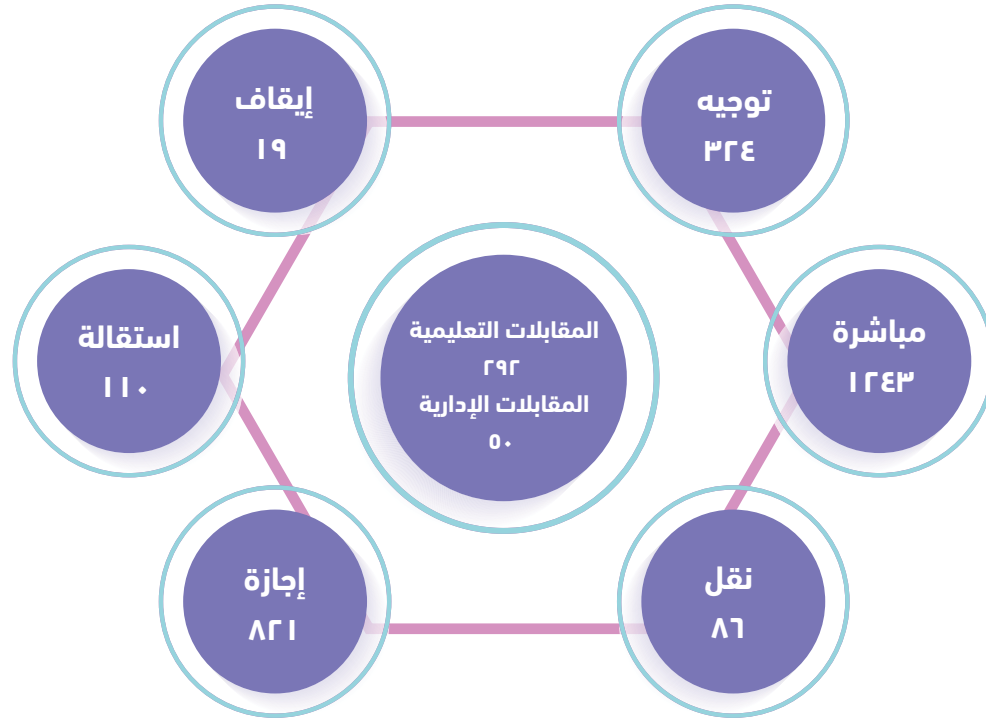 توجيه
٣٢٤
إيقاف
١٩
مباشرة
١٢٤٣
المقابلات التعليمية
٢٩٢
المقابلات الإدارية
٥٠
استقالة
١١٠
نقل
٨٦
إجازة
٨٢١